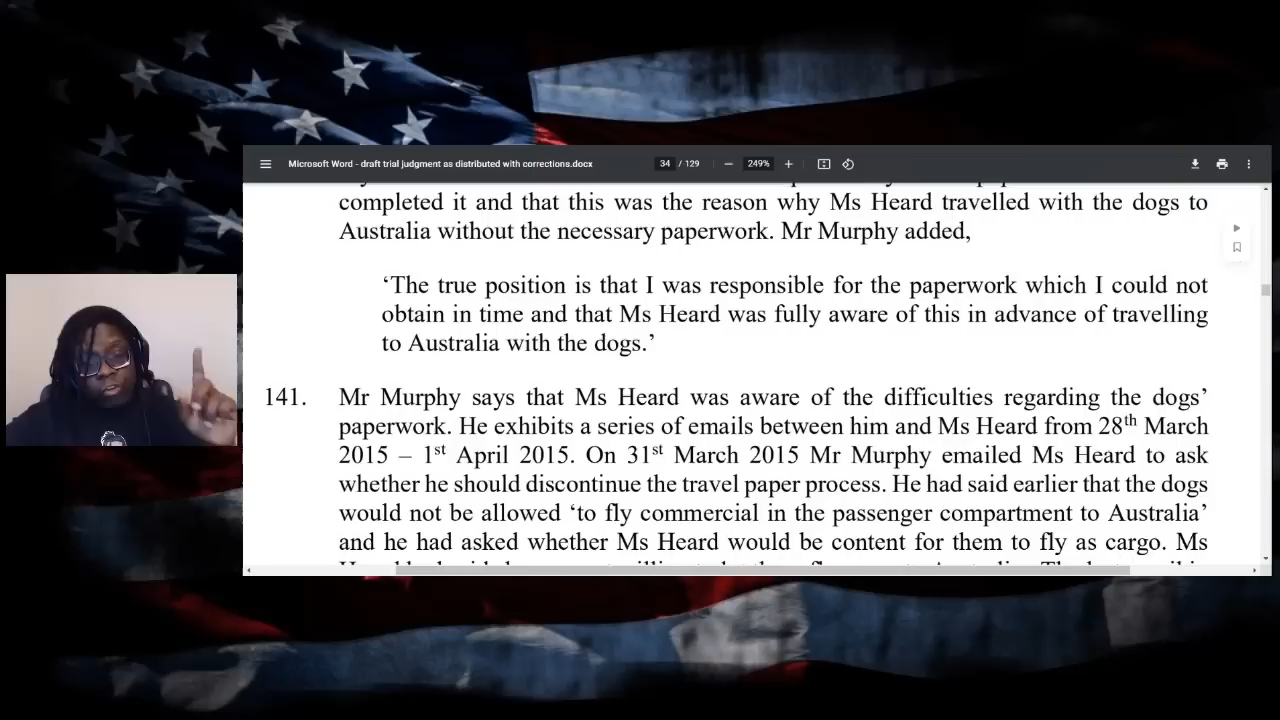 Microsoft Word - draft trial judgment as distributed with corrections.docx
34 / 129
249%
completed it and that this was the reason why Ms Heard travelled with the dogs to
Australia without the necessary paperwork. Mr Murphy added,
‘The true position is that I was responsible for the paperwork which I could not
obtain in time and that Ms Heard was fully aware of this in advance of travelling
to Australia with the dogs.’
141. Mr Murphy says that Ms Heard was aware of the difficulties regarding the dogs’
paperwork. He exhibits a series of emails between him and Ms Heard from 28th March
2015 – 1st April 2015. On 31st March 2015 Mr Murphy emailed Ms Heard to ask
whether he should discontinue the travel paper process. He had said earlier that the dogs
would not be allowed ‘to fly commercial in the passenger compartment to Australia’
and he had asked whether Ms Heard would be content for them to fly as cargo. Ms